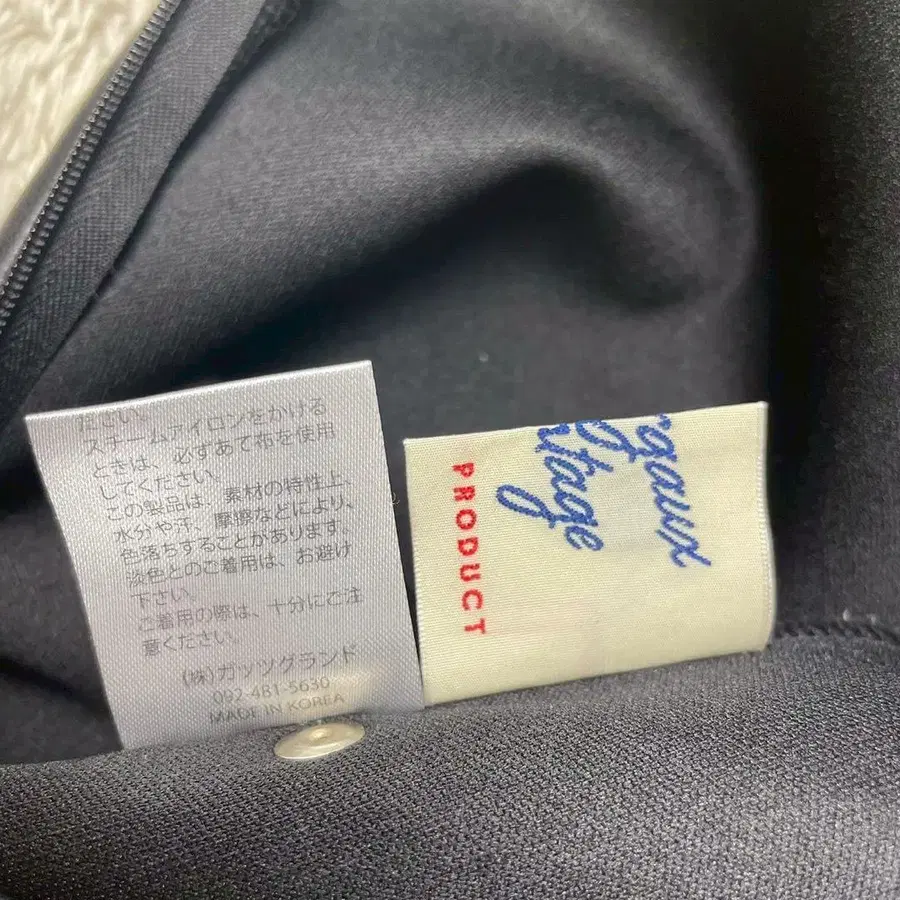 ださい。
スチームアイロンをかける
ときは、必ずあて布を使用
してください。
この製品は、素材の特性上、
水分や汗、摩擦などにより、
色落ちすることがあります。
淡色とのご着用は、お避け
下さい。
ご着用の際は、十分にご注
意ください。
(株)ガッツグランド
092-481-5630
MADE IN KOREA
PRODUCT